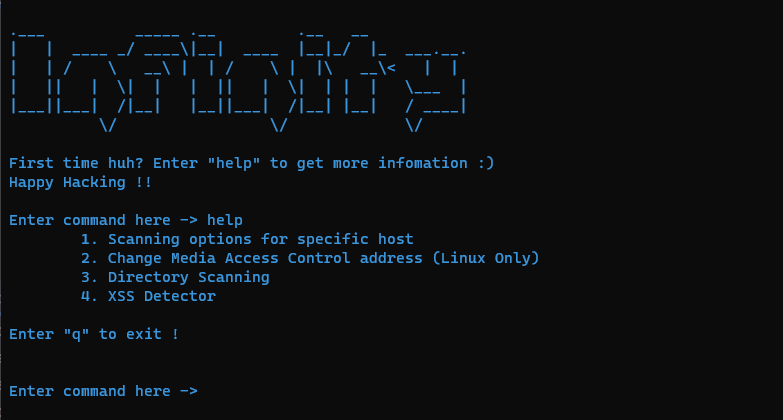 Infinity
First time huh? Enter "help" to get more infomation :)
Happy Hacking !!
Enter command here -> help
1. Scanning options for specific host
2. Change Media Access Control address (Linux Only)
3. Directory Scanning
4. XSS Detector
Enter "q" to exit !
Enter command here ->